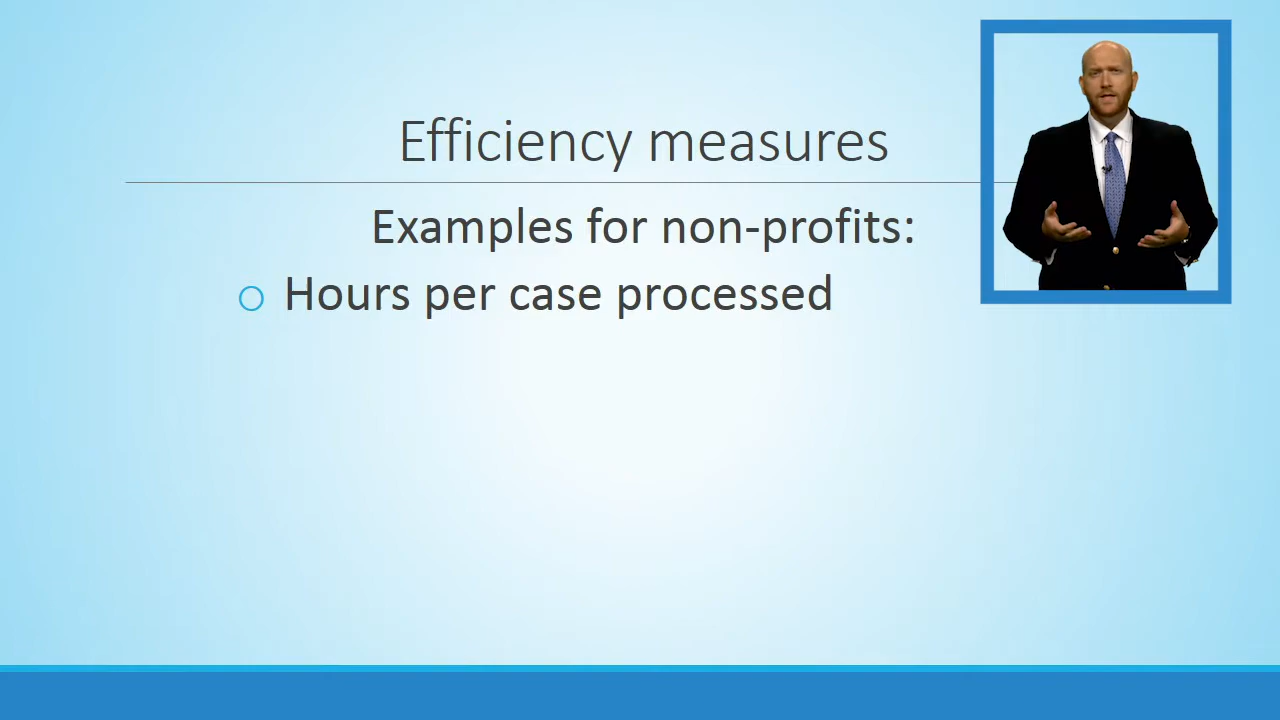 Efficiency measures
Examples for non-profits:
Hours per case processed